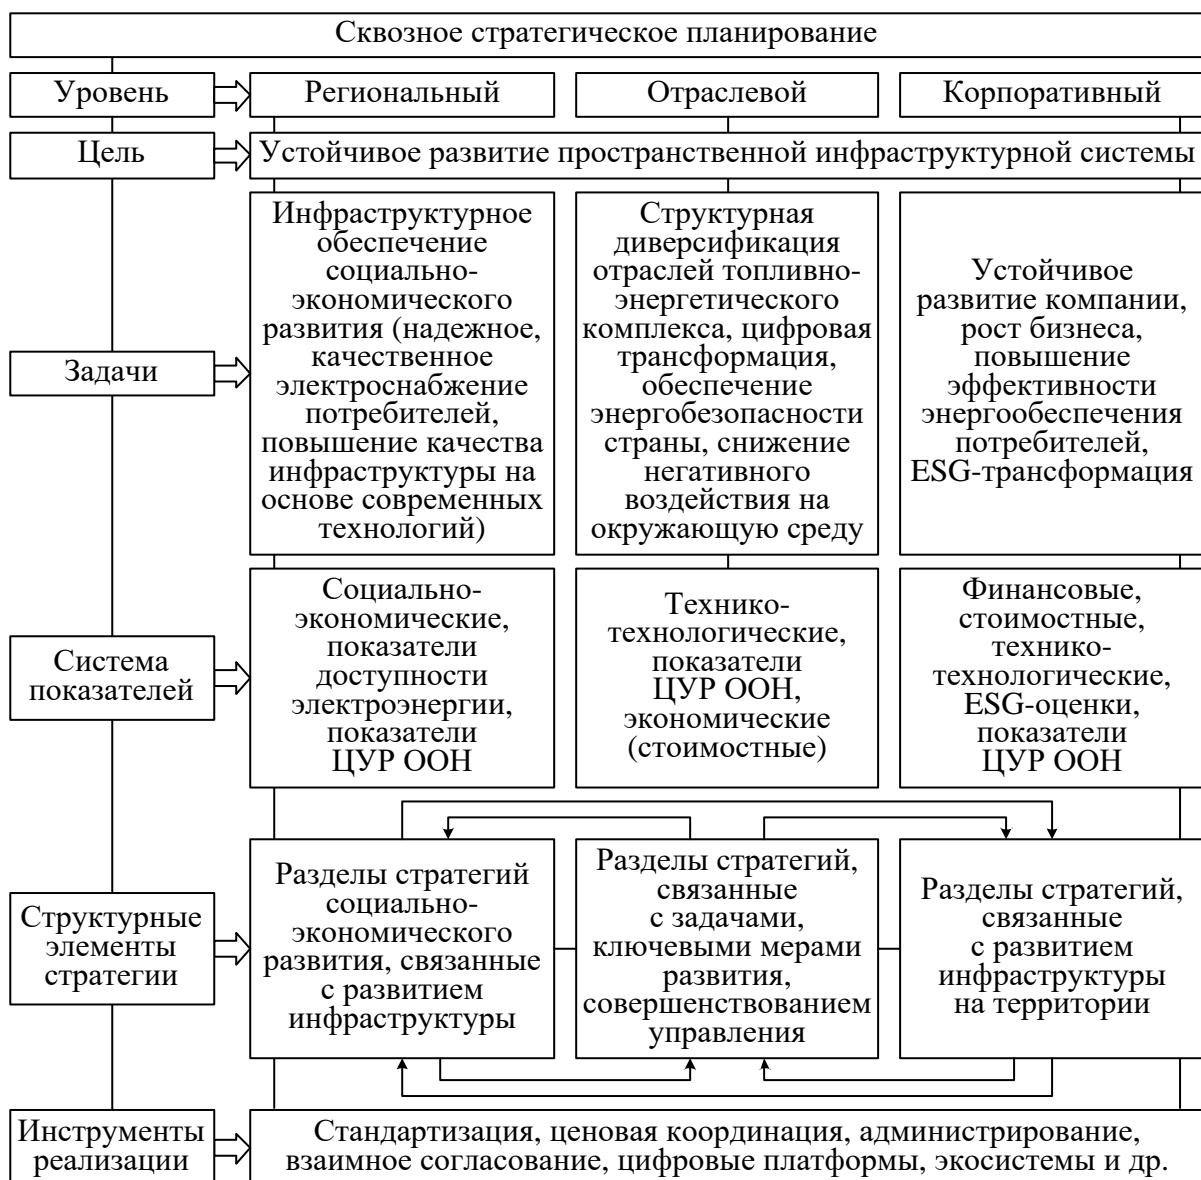 Сквозное стратегическое планирование
Уровень
Региональный
Отраслевой
Корпоративный
Цель
Устойчивое развитие пространственной инфраструктурной системы
Задачи
Инфраструктурное
обеспечение
социально-
экономического
развития (надежное,
качественное
электроснабжение
потребителей,
повышение качества
инфраструктуры на
основе современных
технологий)
Структурная
диверсификация
отраслей топливно-
энергетического
комплекса, цифровая
трансформация,
обеспечение
энергобезопасности
страны, снижение
негативного
воздействия на
окружающую среду
Устойчивое
развитие компании,
рост бизнеса,
повышение
эффективности
энергообеспечения
потребителей,
ESG-трансформация
Система
показателей
Социально-
экономические,
показатели
доступности
электроэнергии,
показатели
ЦУР ООН
Технико-
технологические,
показатели
ЦУР ООН,
экономические
(стоимостные)
Финансовые,
стоимостные,
технико-
технологические,
ESG-оценки,
показатели
ЦУР ООН
Структурные
элементы
стратегии
Разделы стратегий
социально-
экономического
развития, связанные
с развитием
инфраструктуры
Разделы стратегий,
связанные
с задачами,
ключевыми мерами
развития,
совершенствованием
управления
Разделы стратегий,
связанные
с развитием
инфраструктуры
на территории
Инструменты
реализации
Стандартизация, ценовая координация, администрирование,
взаимное согласование, цифровые платформы, экосистемы и др.